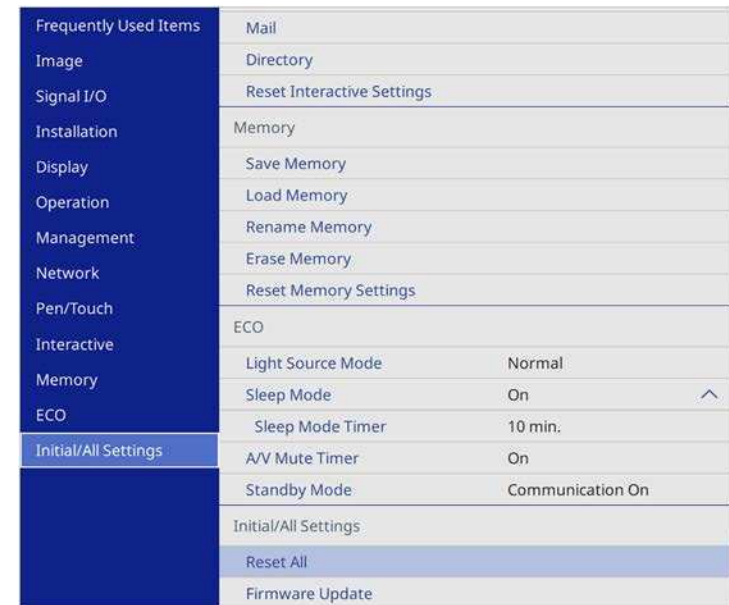 Frequently Used Items
Image
Signal I/O
Installation
Display
Operation
Management
Network
Pen/Touch
Interactive
Memory
ECO
Initial/All Settings
Mail
Directory
Reset Interactive Settings
Memory
Save Memory
Load Memory
Rename Memory
Erase Memory
Reset Memory Settings
ECO
Light Source Mode Normal
Sleep Mode On
Sleep Mode Timer 10 min.
A/V Mute Timer On
Standby Mode Communication On
Initial/All Settings
Reset All
Firmware Update